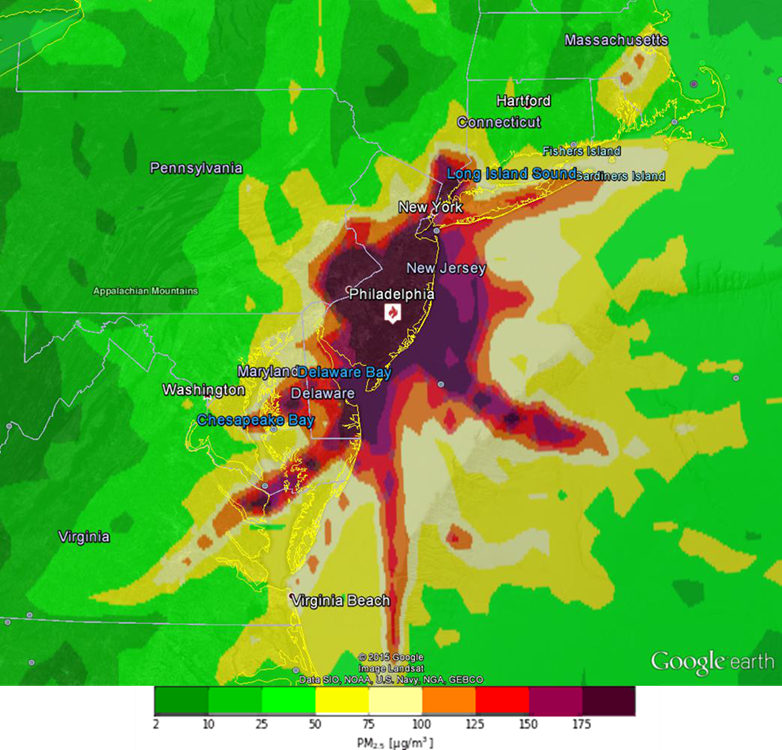 Massachusetts
Hartford
Connecticut
Fishers Island
Pennsylvania
Long Island Sound
Gardiners Island
New York
New Jersey
Appalachian Mountains
Philadelphia
Maryland
Delaware Bay
Washington
Delaware
Chesapeake Bay
Virginia
Virginia Beach
© 2015 Google
Image Landsat
Data SIO, NOAA, U.S. Navy, NGA, GEBCO
Google earth
2 10 25 50 75 100 125 150 175
PM2.5 [µg/m³]